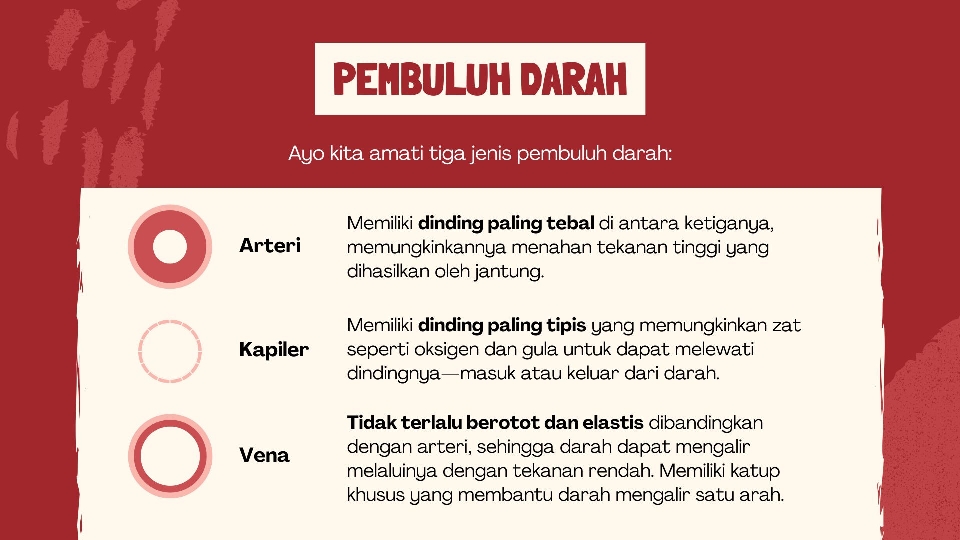 PEMBULUH DARAH
Ayo kita amati tiga jenis pembuluh darah:
Arteri
Memiliki dinding paling tebal di antara ketiganya,
memungkinkannya menahan tekanan tinggi yang
dihasilkan oleh jantung.
Kapiler
Memiliki dinding paling tipis yang memungkinkan zat
seperti oksigen dan gula untuk dapat melewati
dindingnya—masuk atau keluar dari darah.
Vena
Tidak terlalu berotot dan elastis dibandingkan
dengan arteri, sehingga darah dapat mengalir
melaluinya dengan tekanan rendah. Memiliki katup
khusus yang membantu darah mengalir satu arah.